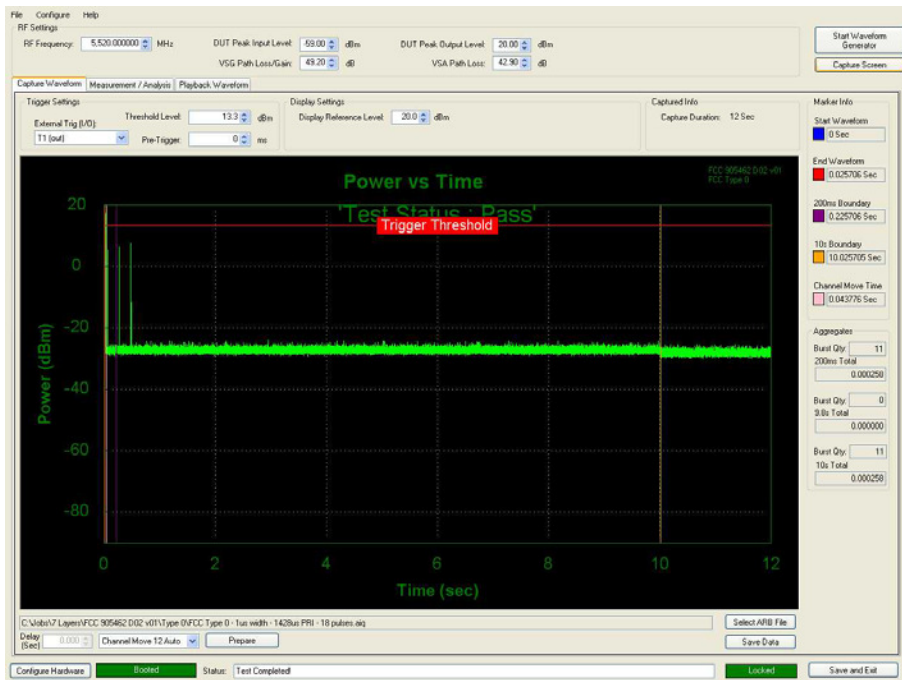 File Configure Help
RF Settings
RF Frequency: 5,520.000000 MHz
DUT Peak Input Level: -59.00 dBm
DUT Peak Output Level: 20.00 dBm
VSG Path Loss/Gain: 49.20 dB
VSA Path Loss: 42.90 dB
Start Waveform Generator
Capture Screen
Capture Waveform Measurement / Analysis Playback Waveform
Trigger Settings
External Trig (I/O):
T1 (out)
Threshold Level: 13.3 dBm
Pre-Trigger: 0 ms
Display Settings
Display Reference Level: 20.0 dBm
Captured Info
Capture Duration: 12 Sec
FCC 905462 D02 v01
FCC Type 0
Power vs Time
'Test Status : Pass'
Trigger Threshold
Power (dBm)
20
0
-20
-40
-60
-80
0 2 4 6 8 10 12
Time (sec)
Marker Info
Start Waveform
0 Sec
End Waveform
0.025706 Sec
200ms Boundary
0.225706 Sec
10s Boundary
10.025705 Sec
Channel Move Time
0.043776 Sec
Aggregates
Burst Qty: 11
200ms Total
0.000258
Burst Qty: 0
9.8s Total
0.000000
Burst Qty: 11
10s Total
0.000258
C:\Jobs\7 Layers\FCC 905462 D02 v01\Type 0\FCC Type 0 - 1us width - 1428us PRI - 18 pulses.aiq
Select ARB File
Delay (Sec) 0.000 Channel Move 12 Auto Prepare
Save Data
Configure Hardware Booted Status: Test Completed! Locked Save and Exit